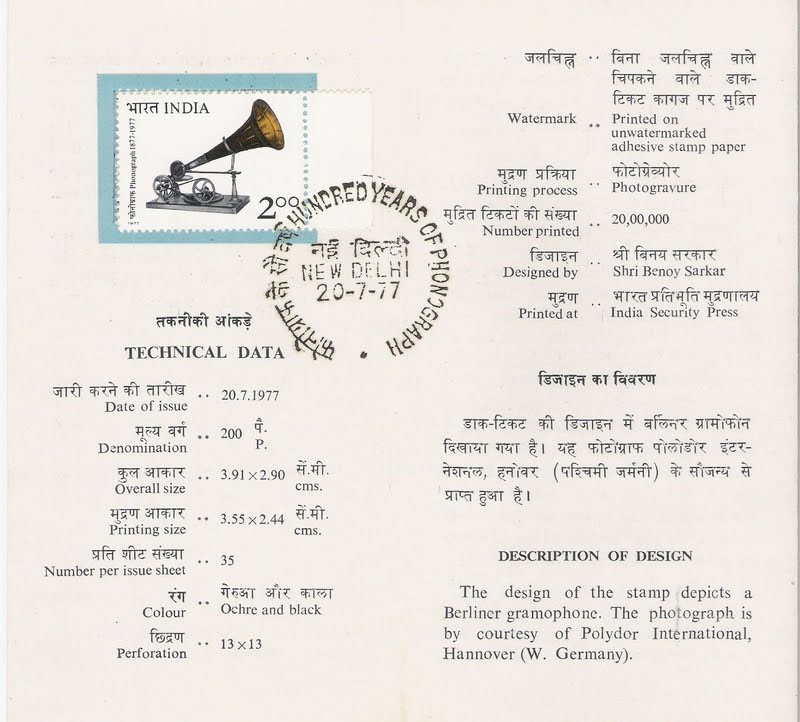 भारत INDIA
फोनोग्राफ Phonograph 1877-1977
200
फोनोग्राफ के सौ वर्ष HUNDRED YEARS OF PHONOGRAPH
नई दिल्ली
NEW DELHI
20-7-77
तकनीकी आंकड़े
TECHNICAL DATA
जारी करने की तारीख .. 20.7.1977
Date of issue
मूल्य वर्ग .. 200 पै.
Denomination P.
कुल आकार .. 3.91×2.90 सें.मी.
Overall size cms.
मुद्रण आकार .. 3.55×2.44 सें.मी.
Printing size cms.
प्रति शीट संख्या .. 35
Number per issue sheet
रंग .. गेरुआ और काला
Colour Ochre and black
छिद्रण .. 13×13
Perforation
जलचिह्न .. बिना जलचिह्न वाले
चिपकने वाले डाक-
टिकट कागज पर मुद्रित
Watermark .. Printed on
unwatermarked
adhesive stamp paper
मुद्रण प्रक्रिया .. फोटोग्रेव्योर
Printing process Photogravure
मुद्रित टिकटों की संख्या .. 20,00,000
Number printed
डिजाइन .. श्री बिनय सरकार
Designed by Shri Benoy Sarkar
मुद्रण .. भारत प्रतिभूति मुद्रणालय
Printed at India Security Press
डिजाइन का विवरण
डाक-टिकट की डिजाइन में बर्लिनर ग्रामोफोन
दिखाया गया है। यह फोटोग्राफ पोलीडोर इंटर-
नेशनल, हनोवर (पश्चिमी जर्मनी) के सौजन्य से
प्राप्त हुआ है।
DESCRIPTION OF DESIGN
The design of the stamp depicts a
Berliner gramophone. The photograph is
by courtesy of Polydor International,
Hannover (W. Germany).